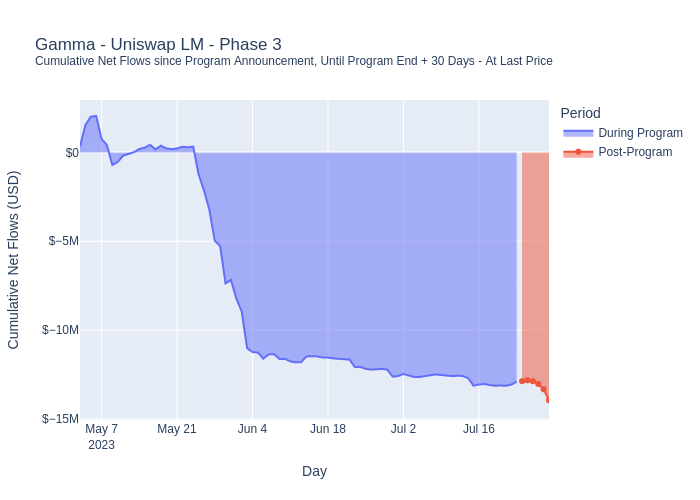 Gamma - Uniswap LM - Phase 3
Cumulative Net Flows since Program Announcement, Until Program End + 30 Days - At Last Price
Period
During Program
Post-Program
Cumulative Net Flows (USD)
$0
$−5M
$−10M
$−15M
May 7
2023
May 21
Jun 4
Jun 18
Jul 2
Jul 16
Day